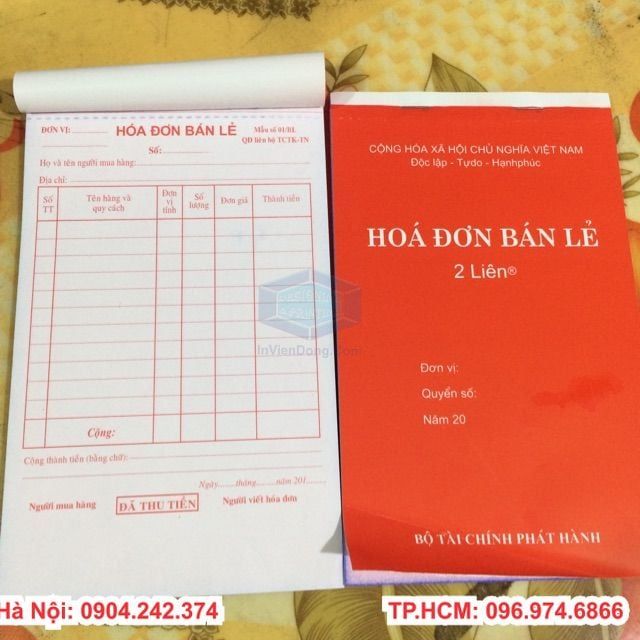 ĐƠN VỊ:
HÓA ĐƠN BÁN LẺ
Mẫu số 01/BL
QĐ liên bộ TCTK-TN
Số:
Họ và tên người mua hàng:
Địa chỉ:
Số TT
Tên hàng và quy cách
Đơn vị tính
Số lượng
Đơn giá
Thành tiền
Cộng:
Cộng thành tiền (bằng chữ):
Ngày........ tháng......... năm 201......
Người mua hàng
ĐÃ THU TIỀN
Người viết hóa đơn
CỘNG HÒA XÃ HỘI CHỦ NGHĨA VIỆT NAM
Độc lập - Tựdo - Hạnhphúc
HOÁ ĐƠN BÁN LẺ
2 Liên®
Đơn vị:
Quyển số:
Năm 20
BỘ TÀI CHÍNH PHÁT HÀNH
InVienDong.Com
Hà Nội: 0904.242.374
TP.HCM: 096.974.6866